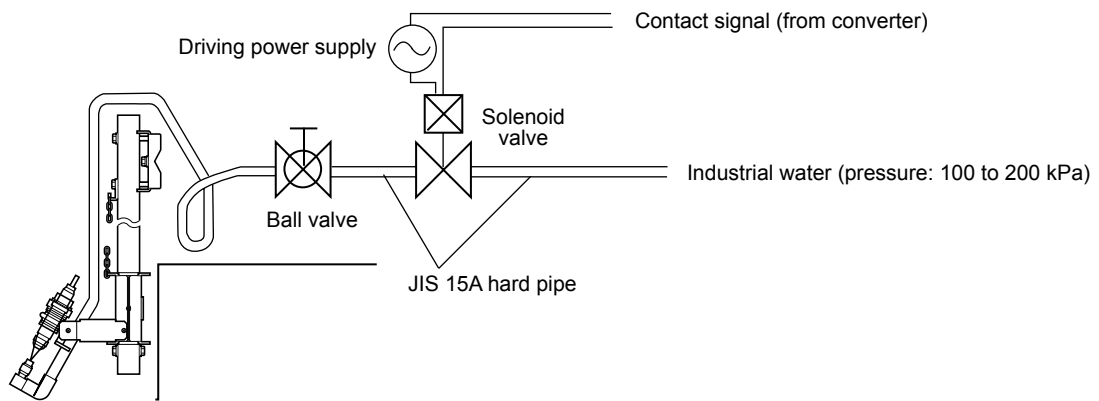 Contact signal (from converter)
Driving power supply
Solenoid
valve
Industrial water (pressure: 100 to 200 kPa)
Ball valve
JIS 15A hard pipe